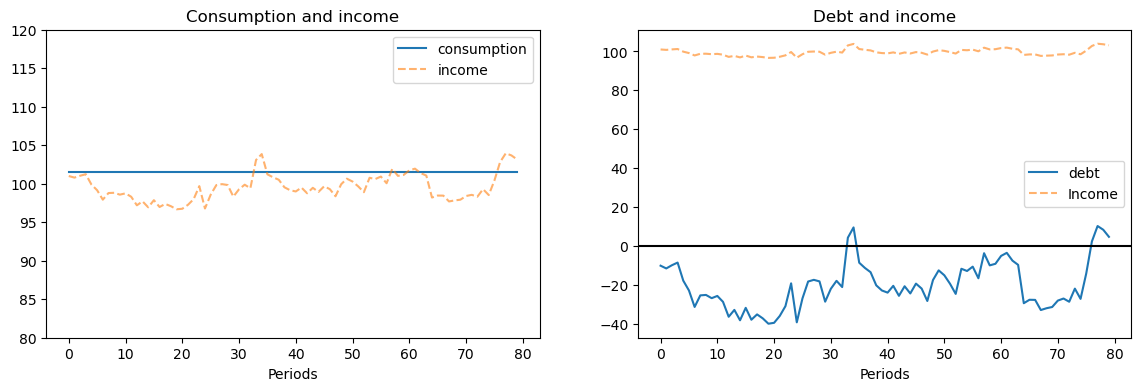 Consumption and income
120
115
110
105
100
95
90
85
80
consumption
income
0 10 20 30 40 50 60 70 80
Periods
Debt and income
100
80
60
40
20
0
−20
−40
debt
Income
0 10 20 30 40 50 60 70 80
Periods